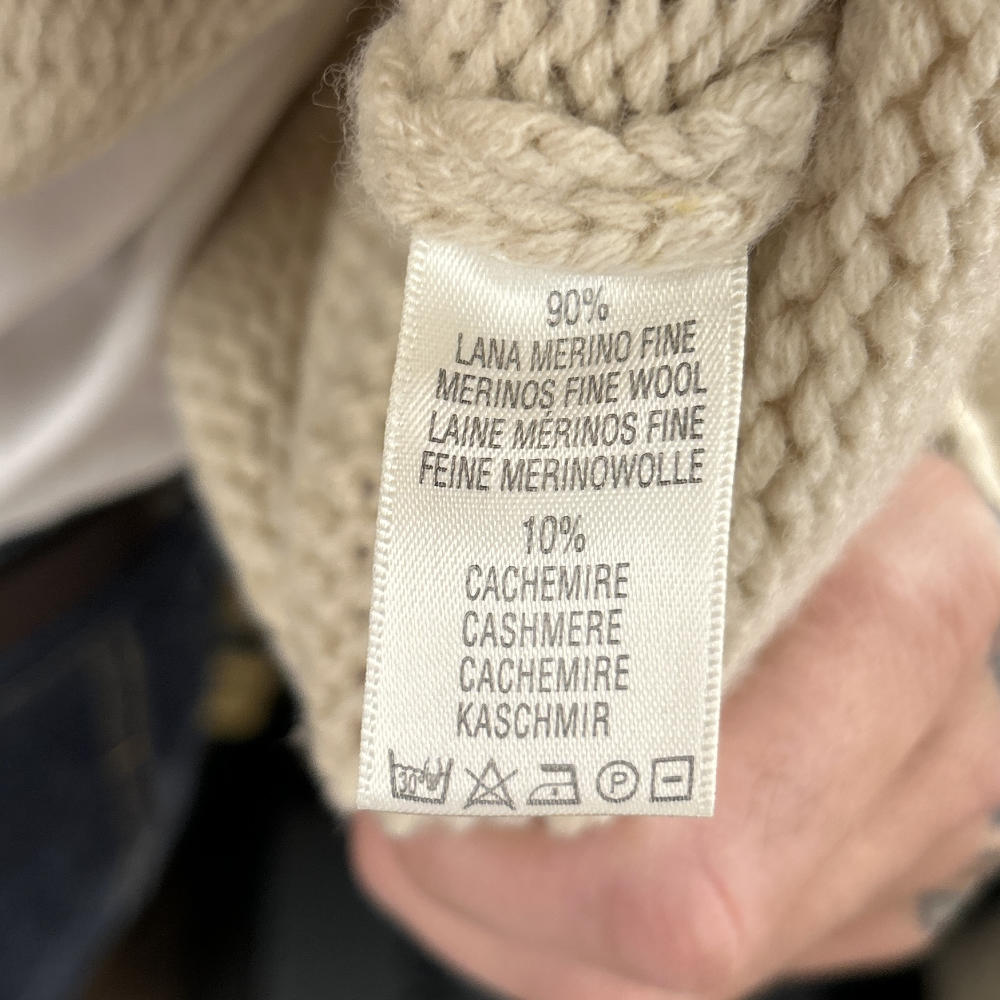 90%
LANA MERINO FINE
MERINOS FINE WOOL
LAINE MÉRINOS FINE
FEINE MERINOWOLLE
10%
CACHEMIRE
CASHMERE
CACHEMIRE
KASCHMIR
P